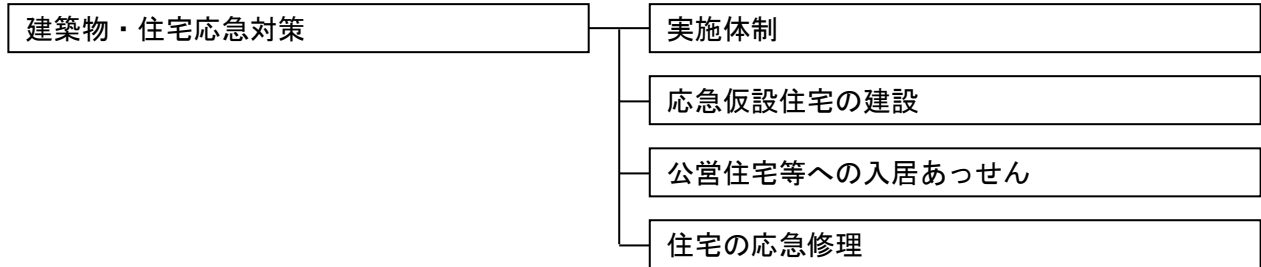 建築物・住宅応急対策
実施体制
応急仮設住宅の建設
公営住宅等への入居あっせん
住宅の応急修理